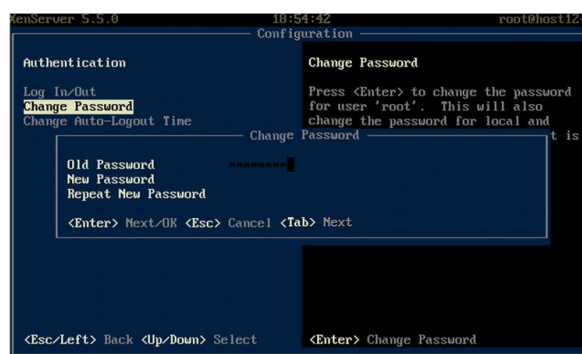 XenServer 5.5.0 18:54:42 root@host12
Configuration
Authentication
Change Password
Log In/Out
Change Password
Change Auto-Logout Time
Press <Enter> to change the password
for user 'root'. This will also
change the password for local and
t is
Change Password
Old Password ********
New Password
Repeat New Password
<Enter> Next/OK <Esc> Cancel <Tab> Next
<Esc/Left> Back <Up/Down> Select
<Enter> Change Password